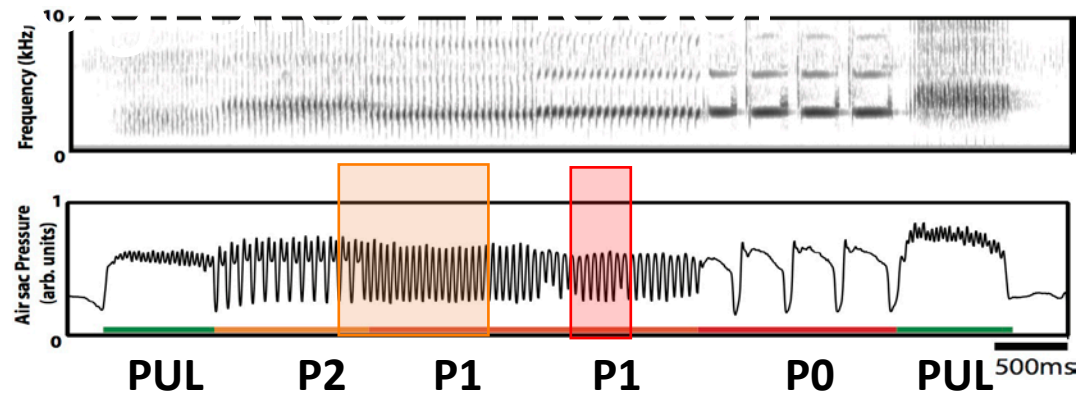 10
Frequency (kHz)
0
1
Air sac Pressure
(arb. units)
0
500ms
PUL P2 P1 P1 P0 PUL